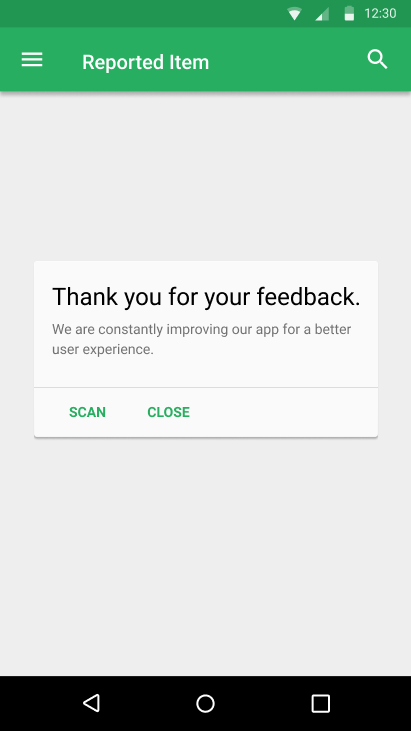 12:30
Reported Item
Thank you for your feedback.
We are constantly improving our app for a better
user experience.
SCAN CLOSE